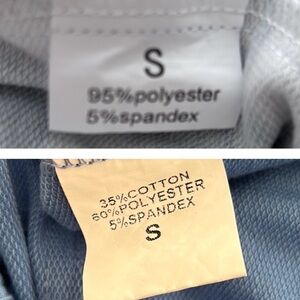 S
95%polyester
5%spandex
35%COTTON
60%POLYESTER
5%SPANDEX
S